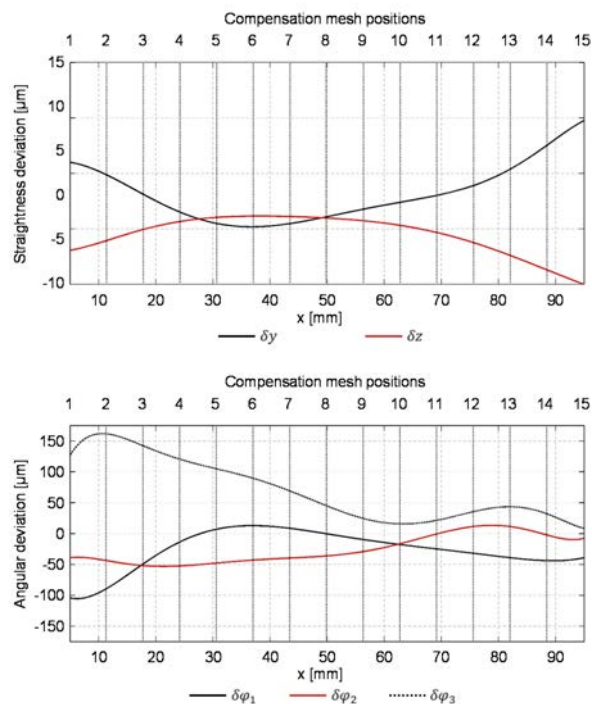 Compensation mesh positions
1 2 3 4 5 6 7 8 9 10 11 12 13 14 15
15
10
5
0
-5
-10
Straightness deviation [µm]
10 20 30 40 50 60 70 80 90
x [mm]
δy δz
Compensation mesh positions
1 2 3 4 5 6 7 8 9 10 11 12 13 14 15
150
100
50
0
-50
-100
-150
Angular deviation [µm]
10 20 30 40 50 60 70 80 90
x [mm]
δφ₁ δφ₂ δφ₃